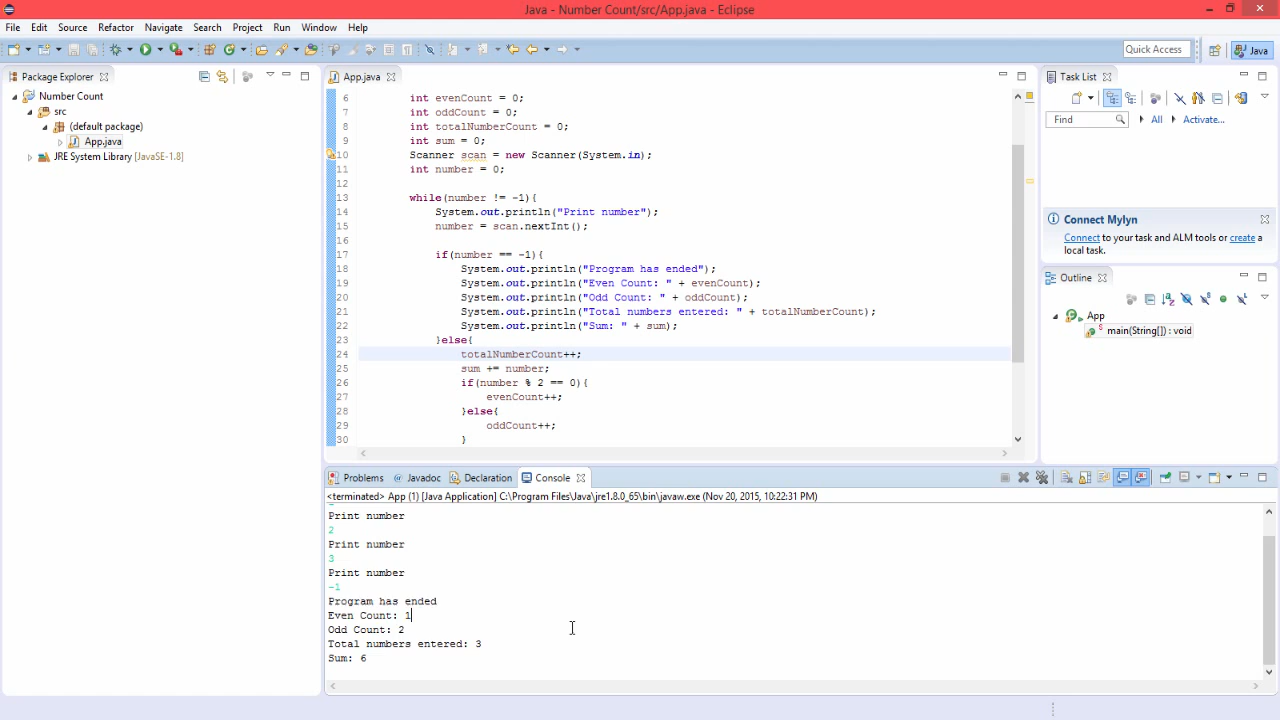 Java - Number Count/src/App.java - Eclipse
File Edit Source Refactor Navigate Search Project Run Window Help
Quick Access
Java
Package Explorer
Number Count
src
(default package)
App.java
JRE System Library [JavaSE-1.8]
App.java
6 int evenCount = 0;
7 int oddCount = 0;
8 int totalNumberCount = 0;
9 int sum = 0;
10 Scanner scan = new Scanner(System.in);
11 int number = 0;
12
13 while(number != -1){
14 System.out.println("Print number");
15 number = scan.nextInt();
16
17 if(number == -1){
18 System.out.println("Program has ended");
19 System.out.println("Even Count: " + evenCount);
20 System.out.println("Odd Count: " + oddCount);
21 System.out.println("Total numbers entered: " + totalNumberCount);
22 System.out.println("Sum: " + sum);
23 }else{
24 totalNumberCount++;
25 sum += number;
26 if(number % 2 == 0){
27 evenCount++;
28 }else{
29 oddCount++;
30 }
Task List
Find All Activate...
Connect Mylyn
Connect to your task and ALM tools or create a
local task.
Outline
App
main(String[]) : void
Problems Javadoc Declaration Console
<terminated> App (1) [Java Application] C:\Program Files\Java\jre1.8.0_65\bin\javaw.exe (Nov 20, 2015, 10:22:31 PM)
Print number
2
Print number
3
Print number
-1
Program has ended
Even Count: 1
Odd Count: 2
Total numbers entered: 3
Sum: 6